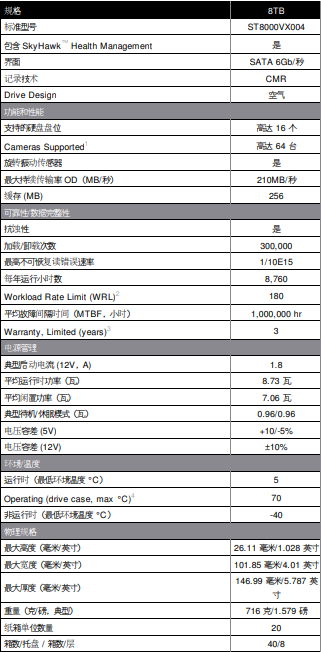 规格 8TB
标准型号 ST8000VX004
包含 SkyHawk™ Health Management 是
界面 SATA 6Gb/秒
记录技术 CMR
Drive Design 空气
功能和性能
支持的硬盘盘位 高达 16 个
Cameras Supported¹ 高达 64 台
旋转振动传感器 是
最大持续传输率 OD（MB/秒） 210MB/秒
缓存 (MB) 256
可靠性/数据完整性
抗蚀性 是
加载/卸载次数 300,000
最高不可恢复读错误速率 1/10E15
每年运行小时数 8,760
Workload Rate Limit (WRL)² 180
平均故障间隔时间（MTBF，小时） 1,000,000 hr
Warranty, Limited (years)³ 3
电源管理
典型启动电流 (12V，A) 1.8
平均运行时功率（瓦） 8.73 瓦
平均闲置功率（瓦） 7.06 瓦
典型待机/休眠模式（瓦） 0.96/0.96
电压容差 (5V) +10/-5%
电压容差 (12V) ±10%
环境/温度
运行时（最低环境温度 °C） 5
Operating (drive case, max °C)⁴ 70
非运行时（最低环境温度 °C） -40
物理规格
最大高度（毫米/英寸） 26.11 毫米/1.028 英寸
最大宽度（毫米/英寸） 101.85 毫米/4.01 英寸
最大厚度（毫米/英寸） 146.99 毫米/5.787 英
寸
重量（克/磅，典型） 716 克/1.579 磅
纸箱单位数量 20
箱数/托盘 / 箱数/层 40/8